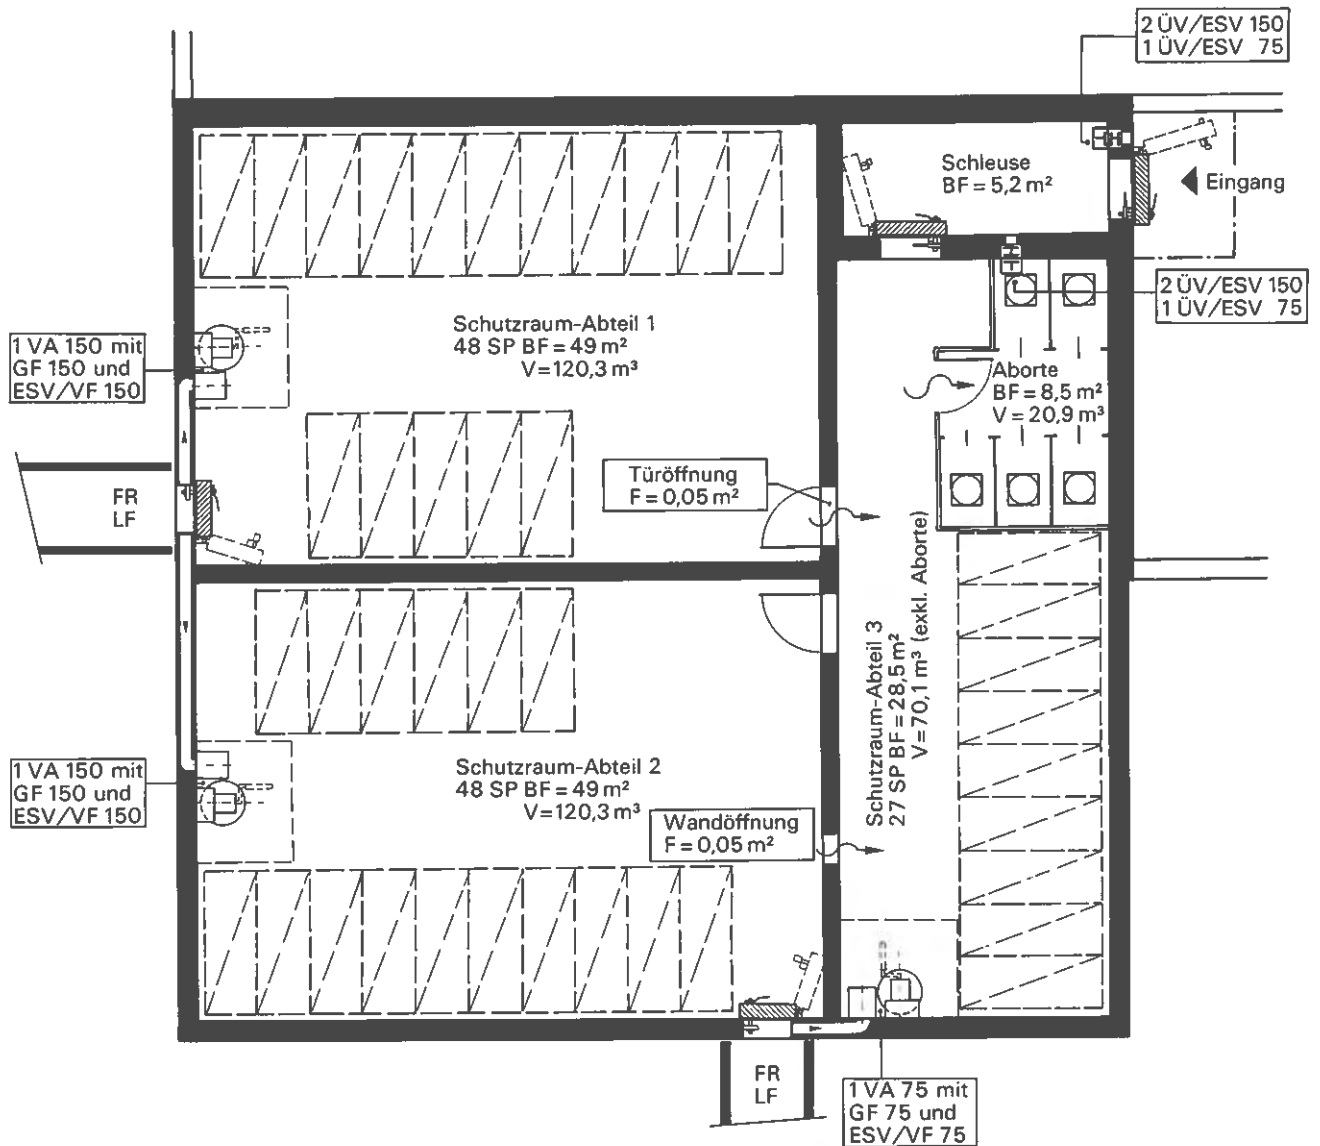 2 ÜV/ESV 150
1 ÜV/ESV 75
Schleuse
BF = 5,2 m²
Eingang
2 ÜV/ESV 150
1 ÜV/ESV 75
Schutzraum-Abteil 1
48 SP BF = 49 m²
V = 120,3 m³
1 VA 150 mit
GF 150 und
ESV/VF 150
Aborte
BF = 8,5 m²
V = 20,9 m³
Türöffnung
F = 0,05 m²
FR
LF
Schutzraum-Abteil 3
27 SP BF = 28,5 m²
V = 70,1 m³ (exkl. Aborte)
1 VA 150 mit
GF 150 und
ESV/VF 150
Schutzraum-Abteil 2
48 SP BF = 49 m²
V = 120,3 m³
Wandöffnung
F = 0,05 m²
FR
LF
1 VA 75 mit
GF 75 und
ESV/VF 75